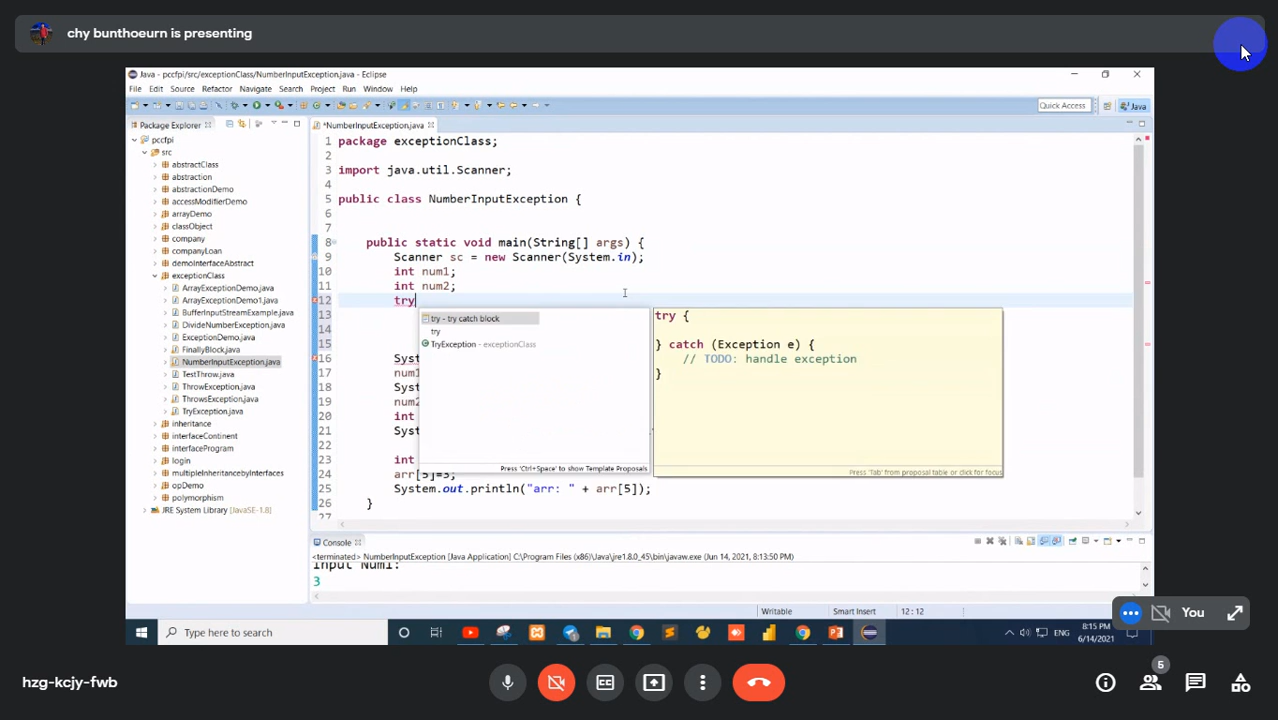 chy bunthoeurn is presenting
Java - pccfpi/src/exceptionClass/NumberInputException.java - Eclipse
File Edit Source Refactor Navigate Search Project Run Window Help
Quick Access
Java
Package Explorer
*NumberInputException.java
pccfpi
src
abstractClass
abstraction
abstractionDemo
accessModifierDemo
arrayDemo
classObject
company
companyLoan
demoInterfaceAbstract
exceptionClass
ArrayExceptionDemo.java
ArrayExceptionDemo1.java
BufferInputStreamExample.java
DivideNumberException.java
ExceptionDemo.java
FinallyBlock.java
NumberInputException.java
TestThrow.java
ThrowException.java
ThrowsException.java
TryException.java
inheritance
interfaceContinent
interfaceProgram
login
multipleInheritancebyInterfaces
opDemo
polymorphism
JRE System Library [JavaSE-1.8]
1 package exceptionClass;
2
3 import java.util.Scanner;
4
5 public class NumberInputException {
6
7
8 public static void main(String[] args) {
9 Scanner sc = new Scanner(System.in);
10 int num1;
11 int num2;
12 try
13
14
15
16 Syst
17 num1
18 Syst
19 num2
20 int
21 Syst
22
23 int
24 arr[5]=3;
25 System.out.println("arr: " + arr[5]);
26 }
27
try - try catch block
try
TryException - exceptionClass
Press 'Ctrl+Space' to show Template Proposals
try {
} catch (Exception e) {
// TODO: handle exception
}
Press 'Tab' from proposal table or click for focus
Console
<terminated> NumberInputException [Java Application] C:\Program Files (x86)\Java\jre1.8.0_45\bin\javaw.exe (Jun 14, 2021, 8:13:50 PM)
Input Num1:
3
Writable Smart Insert 12 : 12
You
Type here to search
ENG
8:15 PM
6/14/2021
hzg-kcjy-fwb
CC
5